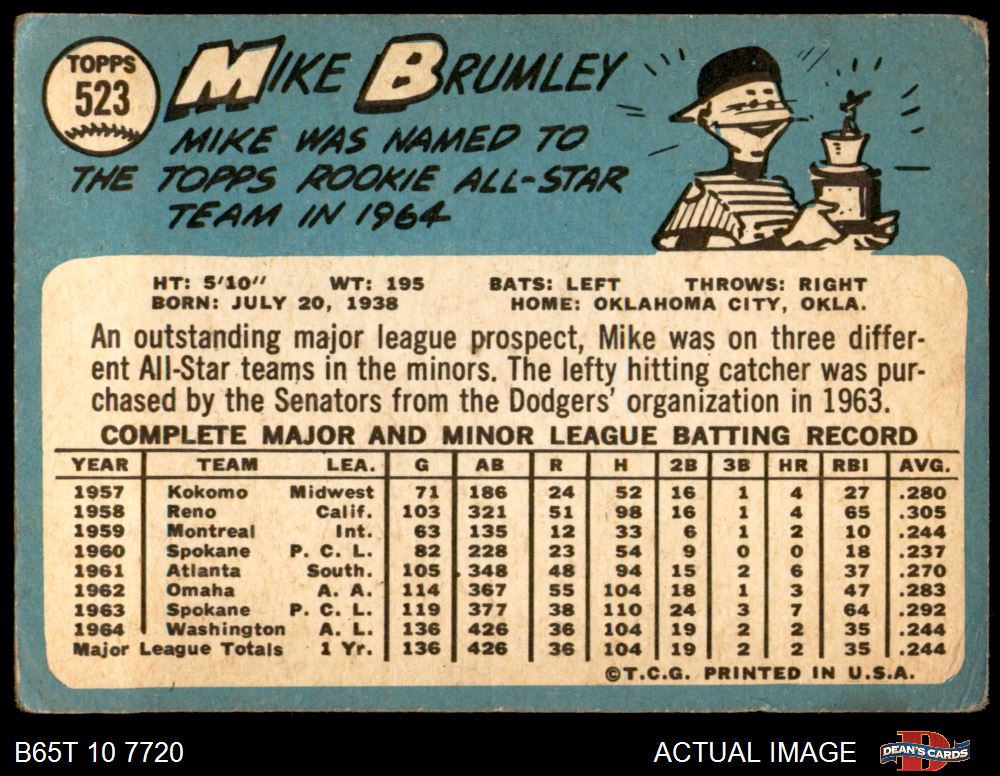 TOPPS
523
MIKE BRUMLEY
MIKE WAS NAMED TO
THE TOPPS ROOKIE ALL-STAR
TEAM IN 1964
HT: 5'10" WT: 195 BATS: LEFT THROWS: RIGHT
BORN: JULY 20, 1938 HOME: OKLAHOMA CITY, OKLA.
An outstanding major league prospect, Mike was on three differ-
ent All-Star teams in the minors. The lefty hitting catcher was pur-
chased by the Senators from the Dodgers' organization in 1963.
COMPLETE MAJOR AND MINOR LEAGUE BATTING RECORD
YEAR TEAM LEA. G AB R H 2B 3B HR RBI AVG.
1957 Kokomo Midwest 71 186 24 52 16 1 4 27 .280
1958 Reno Calif. 103 321 51 98 16 1 4 65 .305
1959 Montreal Int. 63 135 12 33 6 1 2 10 .244
1960 Spokane P. C. L. 82 228 23 54 9 0 0 18 .237
1961 Atlanta South. 105 348 48 94 15 2 6 37 .270
1962 Omaha A. A. 114 367 55 104 18 1 3 47 .283
1963 Spokane P. C. L. 119 377 38 110 24 3 7 64 .292
1964 Washington A. L. 136 426 36 104 19 2 2 35 .244
Major League Totals 1 Yr. 136 426 36 104 19 2 2 35 .244
©T.C.G. PRINTED IN U.S.A.
B65T 10 7720 ACTUAL IMAGE DEAN'S CARDS